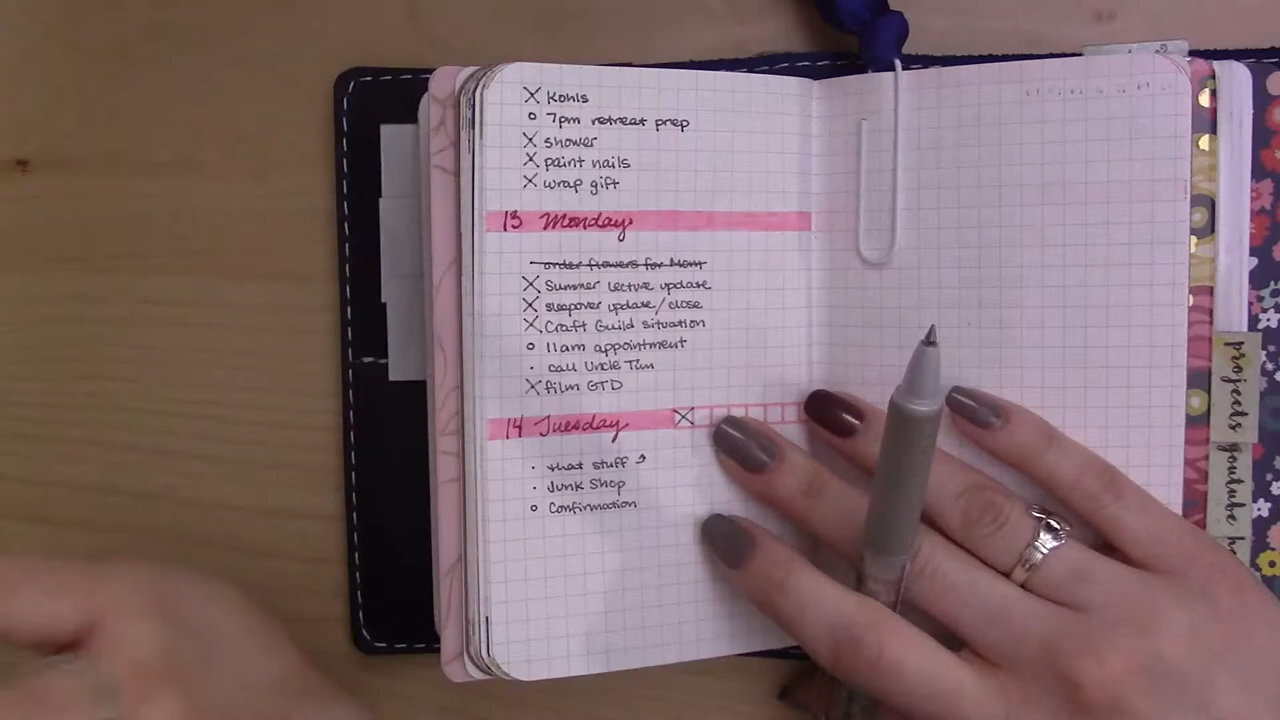 X Kohls
o 7pm retreat prep
X shower
X paint nails
X wrap gift
13 Monday
order flowers for Mom
X Summer lecture update
X sleepover update/close
X Craft Guild situation
o 11am appointment
· call Uncle Tim
X film GTD
14 Tuesday X
· that stuff ⤴
· Junk Shop
o Confirmation
projects youtube